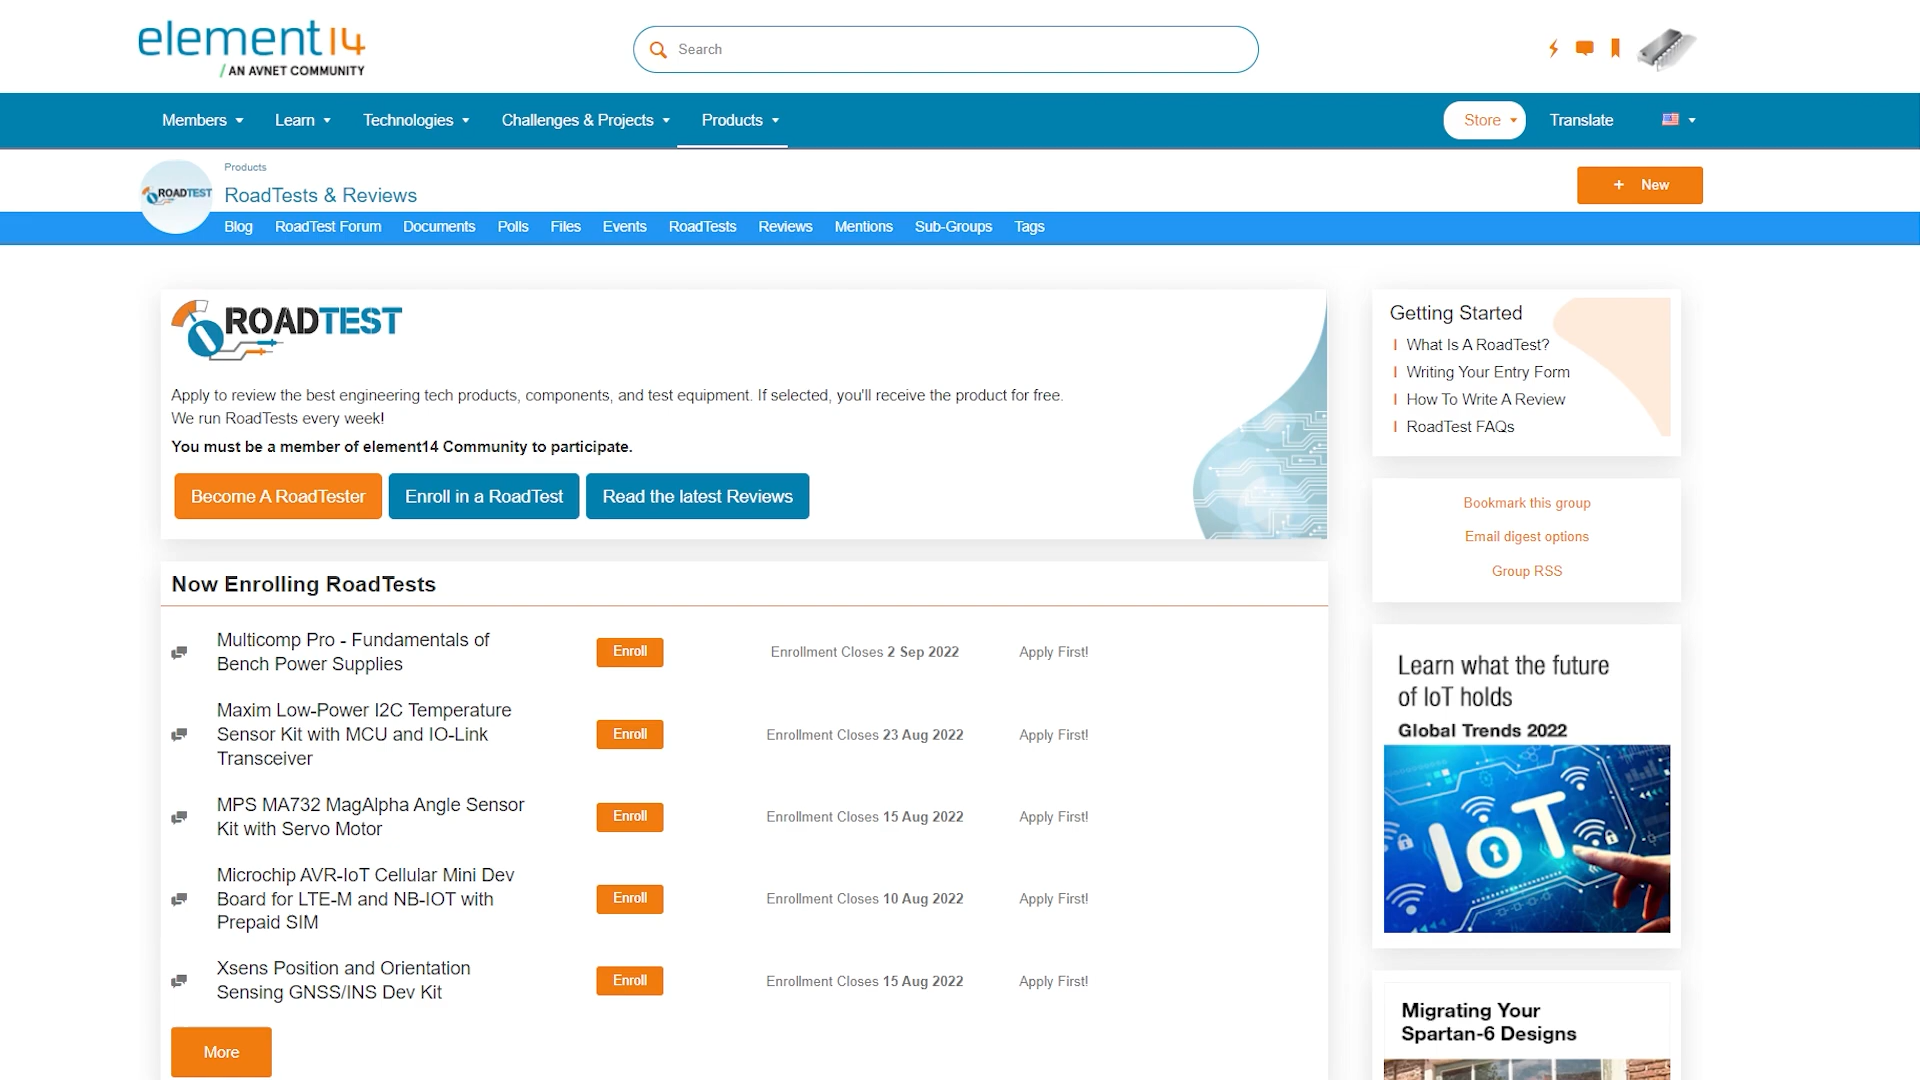 element14
AN AVNET COMMUNITY
Search
Members
Learn
Technologies
Challenges & Projects
Products
Store
Translate
ROADTEST
Products
RoadTests & Reviews
+ New
Blog
RoadTest Forum
Documents
Polls
Files
Events
RoadTests
Reviews
Mentions
Sub-Groups
Tags
ROADTEST
Apply to review the best engineering tech products, components, and test equipment. If selected, you'll receive the product for free.
We run RoadTests every week!
You must be a member of element14 Community to participate.
Become A RoadTester
Enroll in a RoadTest
Read the latest Reviews
Now Enrolling RoadTests
Multicomp Pro - Fundamentals of
Bench Power Supplies
Enroll
Enrollment Closes 2 Sep 2022
Apply First!
Maxim Low-Power I2C Temperature
Sensor Kit with MCU and IO-Link
Transceiver
Enroll
Enrollment Closes 23 Aug 2022
Apply First!
MPS MA732 MagAlpha Angle Sensor
Kit with Servo Motor
Enroll
Enrollment Closes 15 Aug 2022
Apply First!
Microchip AVR-IoT Cellular Mini Dev
Board for LTE-M and NB-IOT with
Prepaid SIM
Enroll
Enrollment Closes 10 Aug 2022
Apply First!
Xsens Position and Orientation
Sensing GNSS/INS Dev Kit
Enroll
Enrollment Closes 15 Aug 2022
Apply First!
More
Getting Started
What Is A RoadTest?
Writing Your Entry Form
How To Write A Review
RoadTest FAQs
Bookmark this group
Email digest options
Group RSS
Learn what the future
of IoT holds
Global Trends 2022
IoT
Migrating Your
Spartan-6 Designs